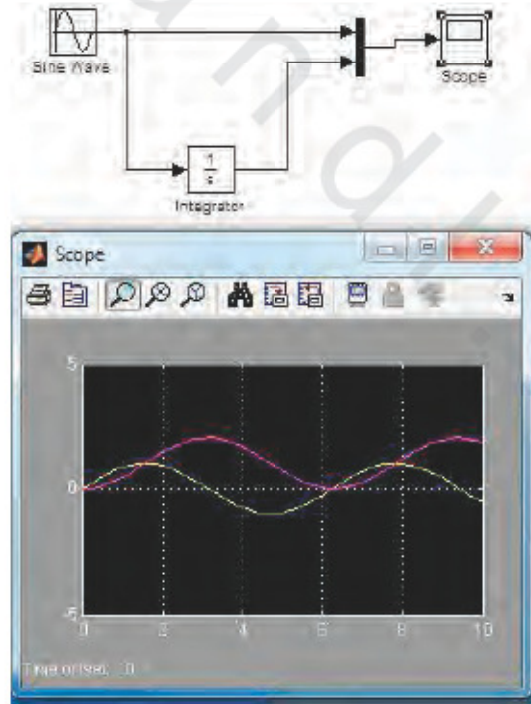 Sine Wave
Scope
1
s
Integrator
Scope
5
0
-5
0 2 4 6 8 10
Time offset: 0